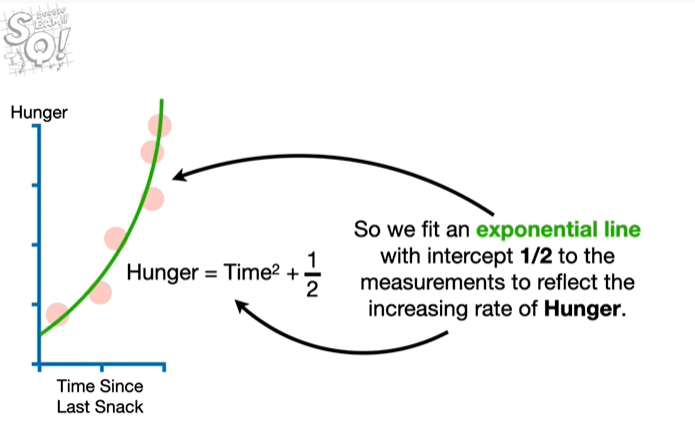 SQ!
Hunger
So we fit an exponential line
with intercept 1/2 to the
measurements to reflect the
increasing rate of Hunger.
Hunger = Time² + 1/2
Time Since
Last Snack